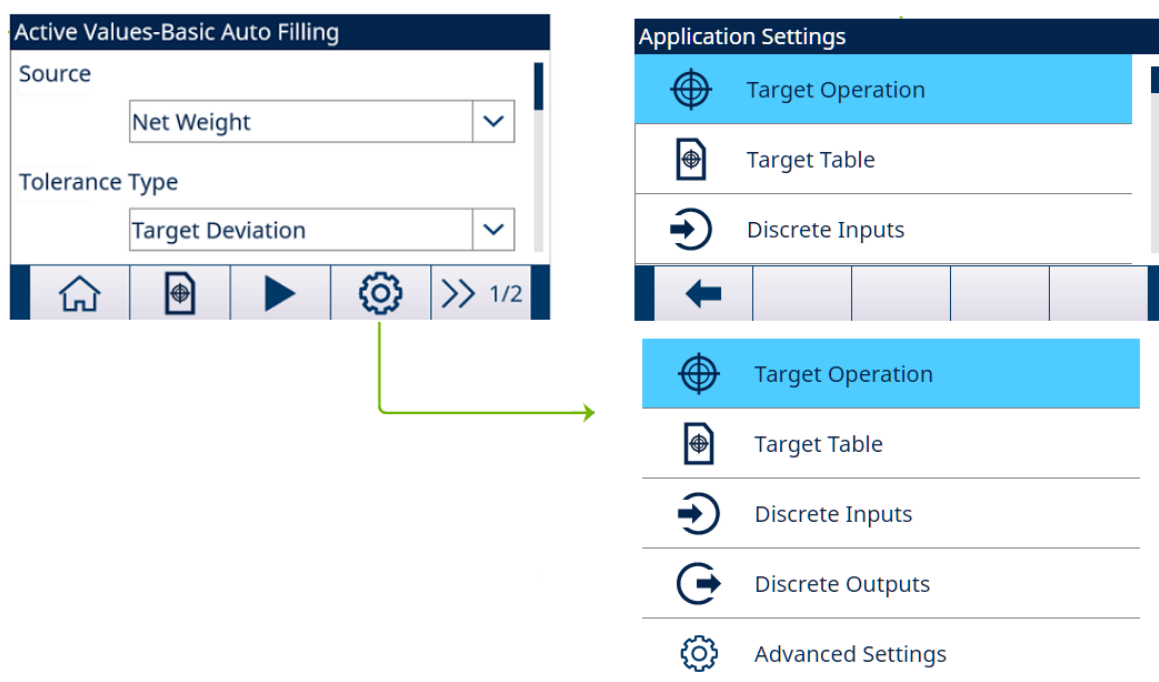 Active Values-Basic Auto Filling
Source
Net Weight
Tolerance Type
Target Deviation
1/2
Application Settings
Target Operation
Target Table
Discrete Inputs
Target Operation
Target Table
Discrete Inputs
Discrete Outputs
Advanced Settings